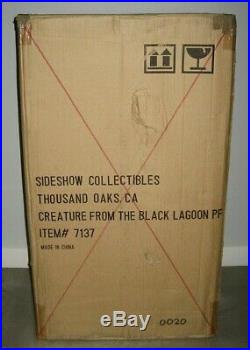 SIDESHOW COLLECTIBLES
THOUSAND OAKS, CA
CREATURE FROM THE BLACK LAGOON PF
ITEM# 7137
MADE IN CHINA
0020